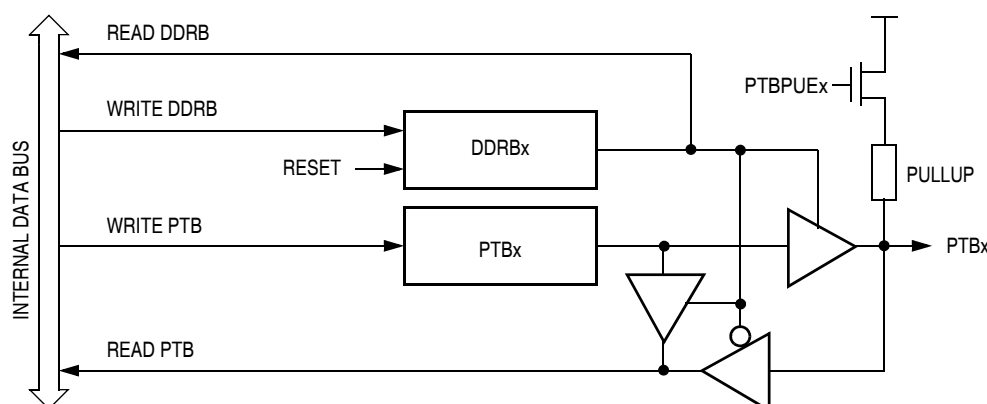 READ DDRB
PTBPUEx
WRITE DDRB
DDRBx
RESET
PULLUP
WRITE PTB
PTBx
PTBx
INTERNAL DATA BUS
READ PTB